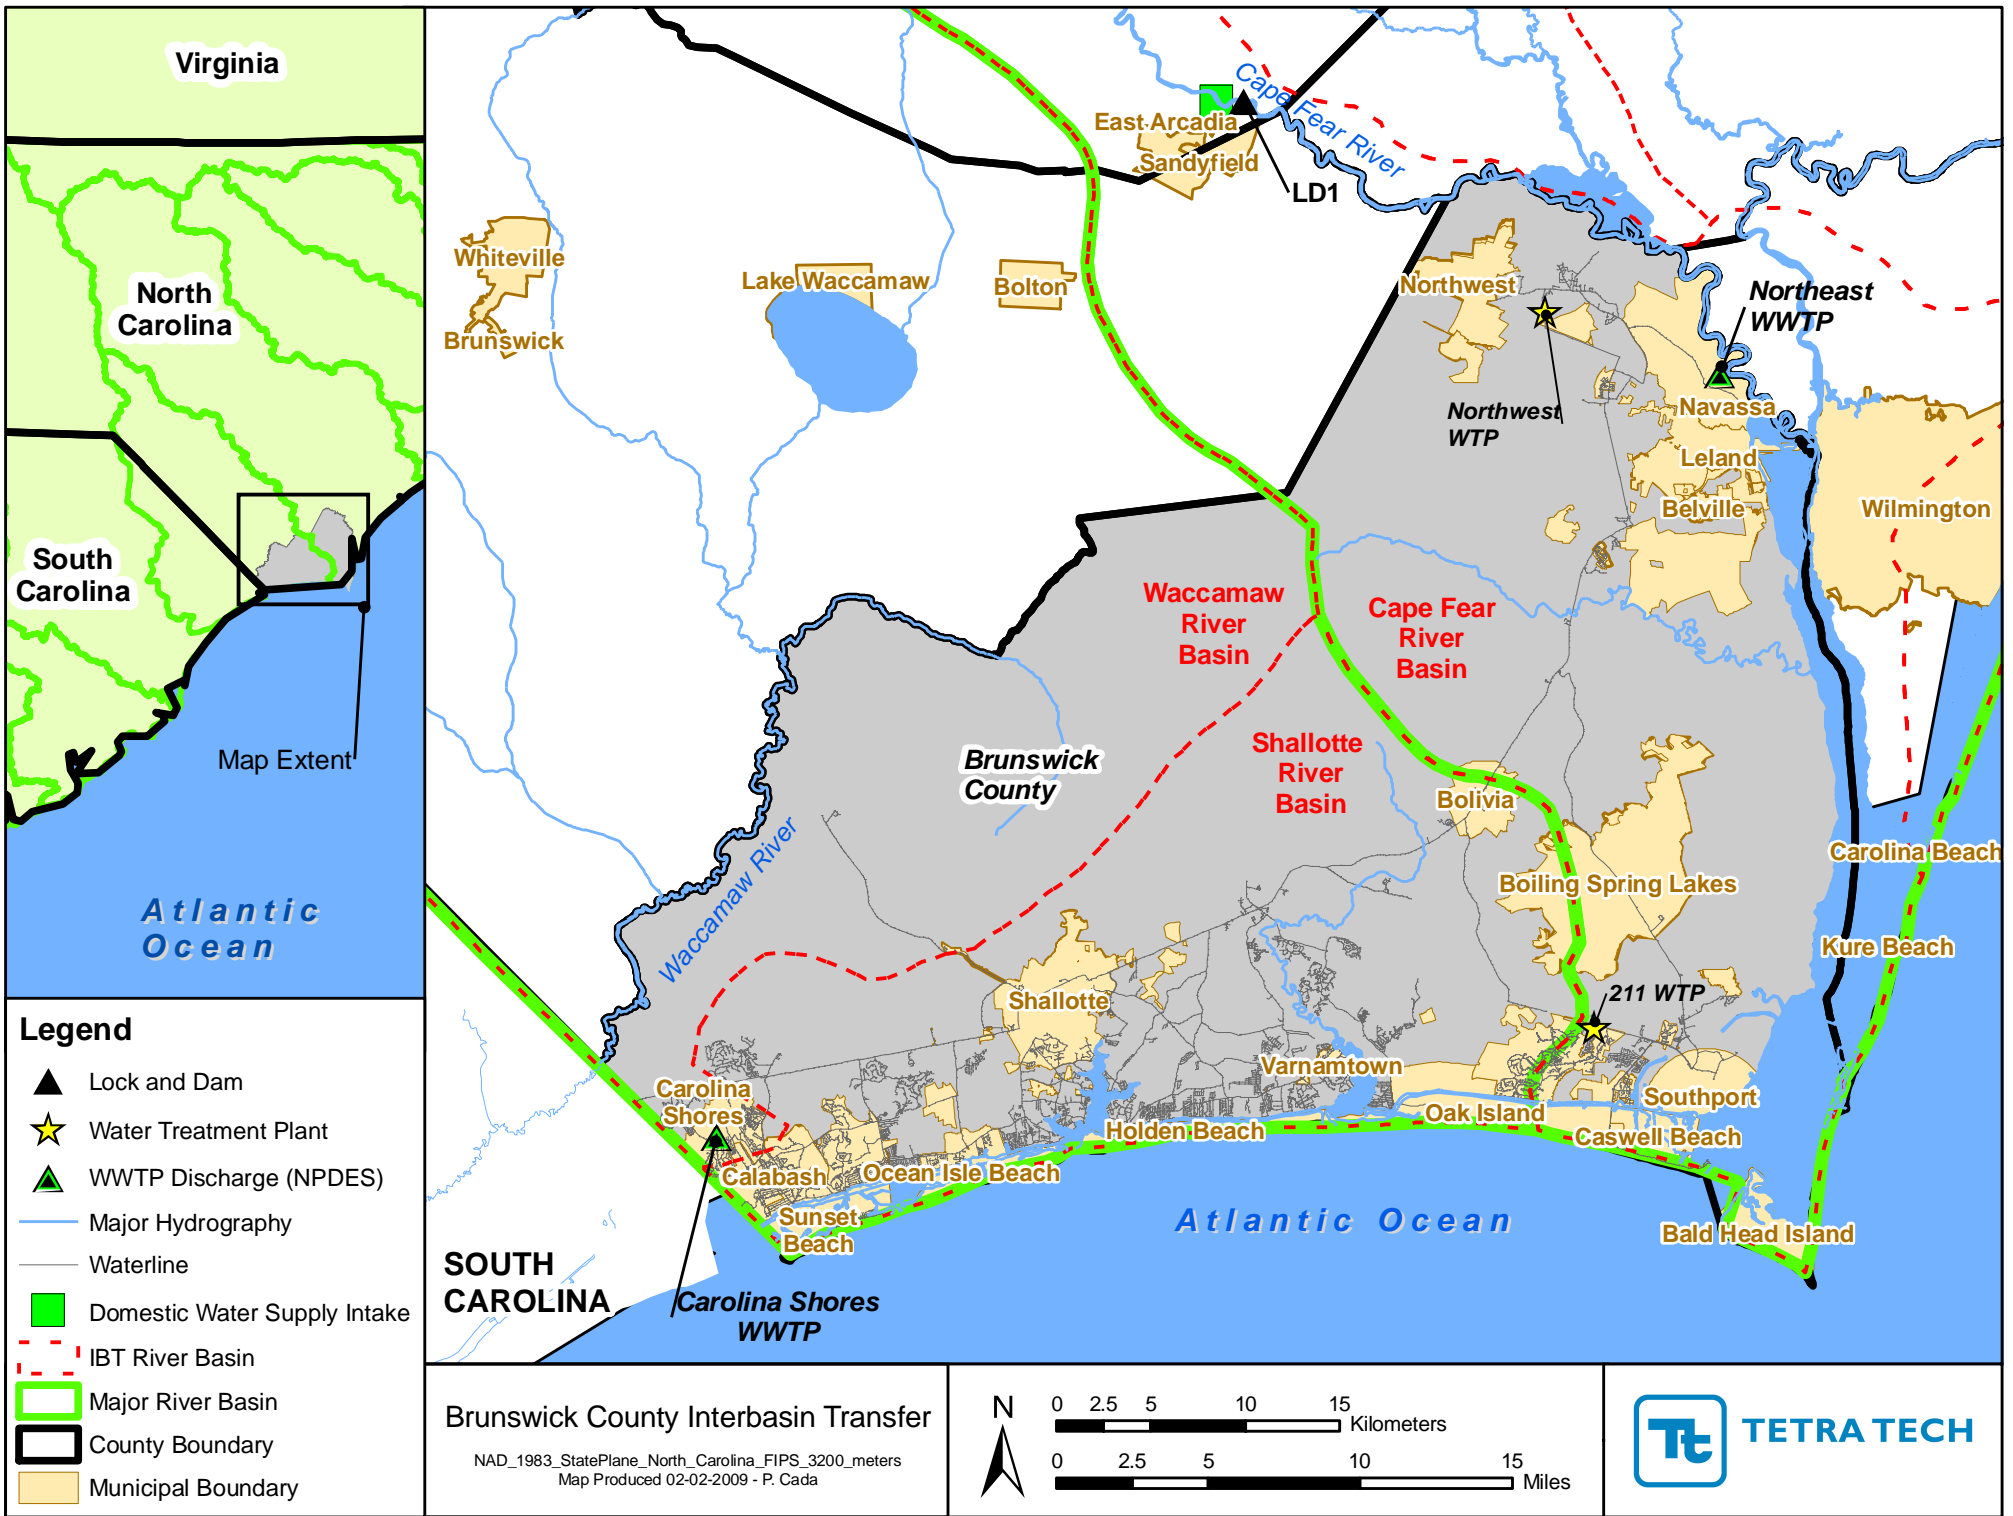 Virginia
North
Carolina
South
Carolina
Map Extent
Atlantic
Ocean
Legend
Lock and Dam
Water Treatment Plant
WWTP Discharge (NPDES)
Major Hydrography
Waterline
Domestic Water Supply Intake
IBT River Basin
Major River Basin
County Boundary
Municipal Boundary
Cape Fear River
East Arcadia
Sandyfield
LD1
Whiteville
Brunswick
Lake Waccamaw
Bolton
Northwest
Northeast
WWTP
Northwest
WTP
Navassa
Leland
Belville
Wilmington
Waccamaw
River
Basin
Cape Fear
River
Basin
Shallotte
River
Basin
Brunswick
County
Waccamaw River
Bolivia
Boiling Spring Lakes
Carolina Beach
Kure Beach
211 WTP
Shallotte
Varnamtown
Carolina
Shores
Southport
Oak Island
Holden Beach
Caswell Beach
Ocean Isle Beach
Calabash
Sunset
Beach
Bald Head Island
Atlantic Ocean
SOUTH
CAROLINA
Carolina Shores
WWTP
Brunswick County Interbasin Transfer
NAD_1983_StatePlane_North_Carolina_FIPS_3200_meters
Map Produced 02-02-2009 - P. Cada
N
0 2.5 5 10 15
Kilometers
0 2.5 5 10 15
Miles
Tt
TETRA TECH